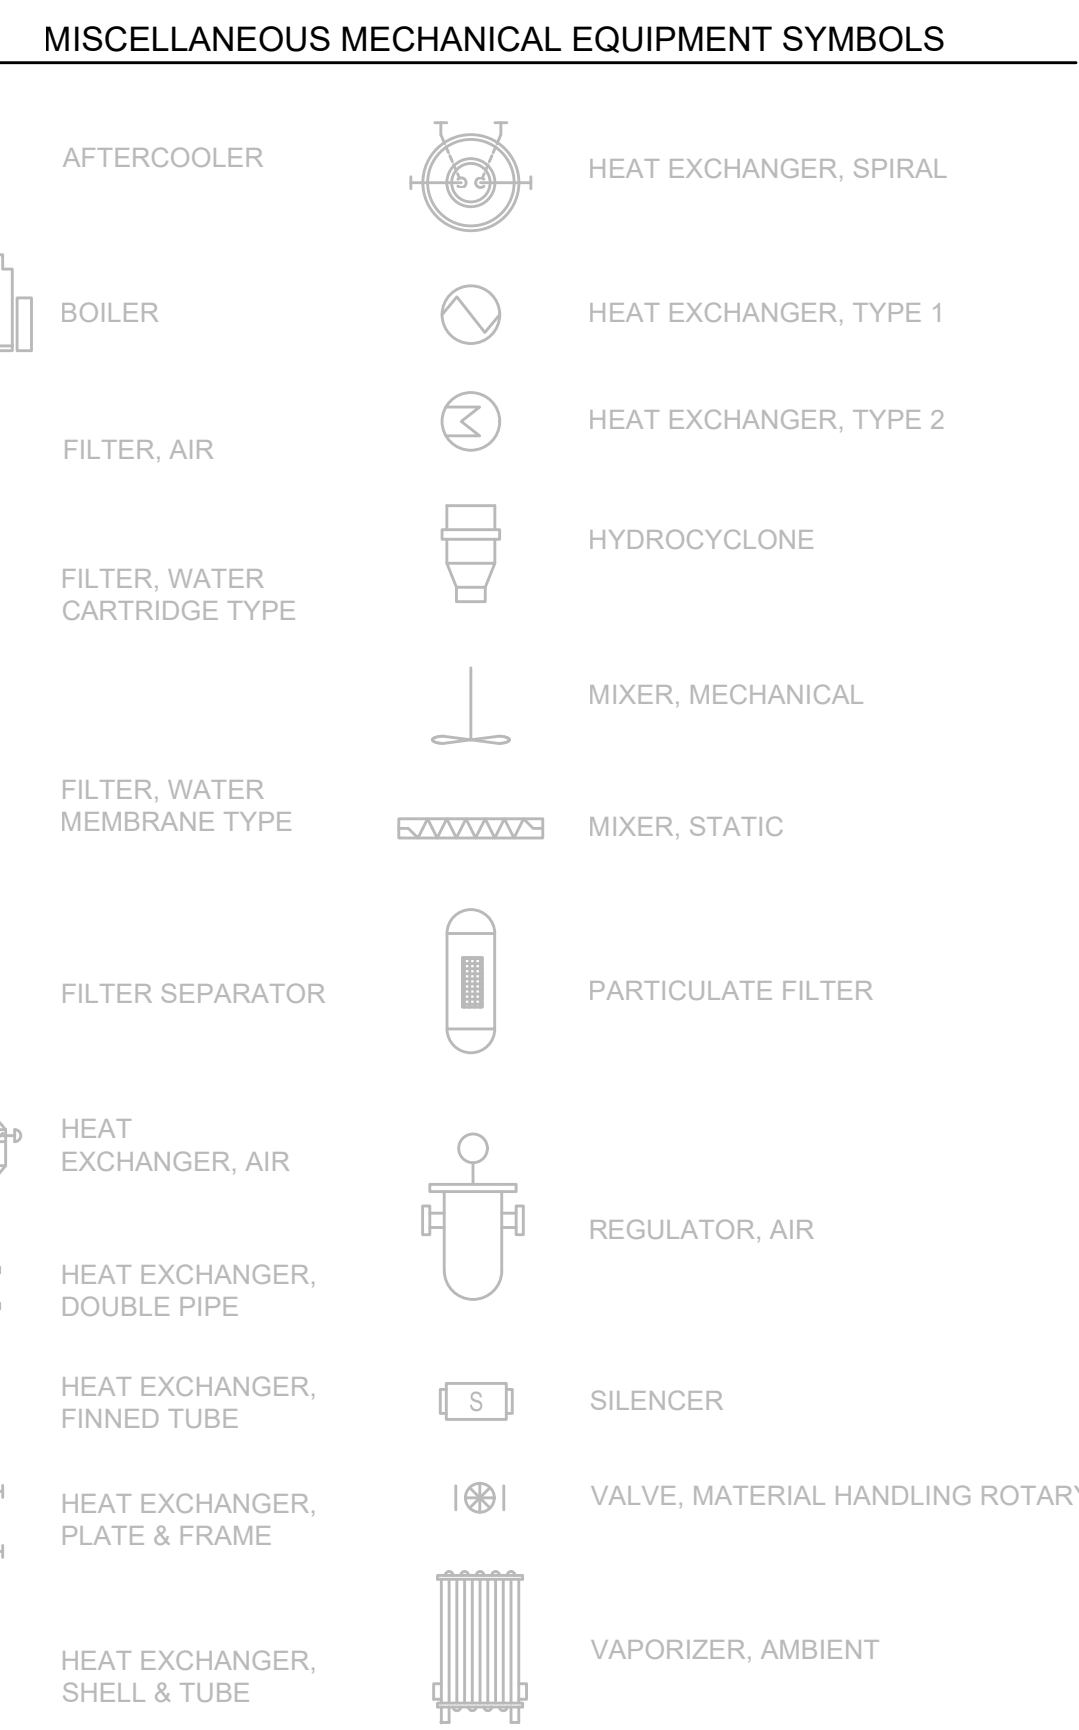 MISCELLANEOUS MECHANICAL EQUIPMENT SYMBOLS
AFTERCOOLER
BOILER
FILTER, AIR
FILTER, WATER
CARTRIDGE TYPE
FILTER, WATER
MEMBRANE TYPE
FILTER SEPARATOR
HEAT
EXCHANGER, AIR
HEAT EXCHANGER,
DOUBLE PIPE
HEAT EXCHANGER,
FINNED TUBE
HEAT EXCHANGER,
PLATE & FRAME
HEAT EXCHANGER,
SHELL & TUBE
HEAT EXCHANGER, SPIRAL
HEAT EXCHANGER, TYPE 1
HEAT EXCHANGER, TYPE 2
HYDROCYCLONE
MIXER, MECHANICAL
MIXER, STATIC
PARTICULATE FILTER
REGULATOR, AIR
S
SILENCER
VALVE, MATERIAL HANDLING ROTARY
VAPORIZER, AMBIENT